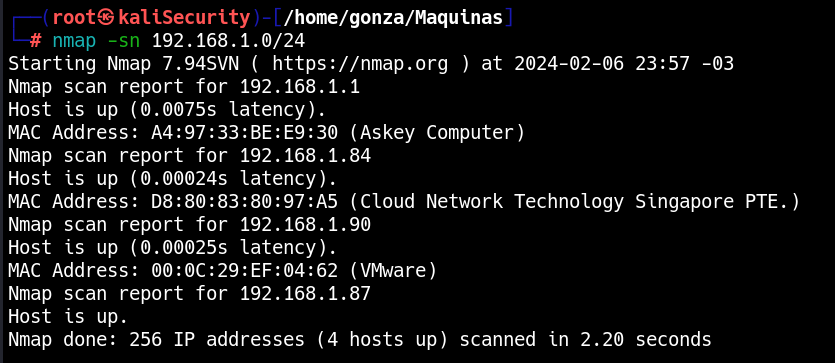 ┌──(root㉿kaliSecurity)-[/home/gonza/Maquinas]
└─# nmap -sn 192.168.1.0/24
Starting Nmap 7.94SVN ( https://nmap.org ) at 2024-02-06 23:57 -03
Nmap scan report for 192.168.1.1
Host is up (0.0075s latency).
MAC Address: A4:97:33:BE:E9:30 (Askey Computer)
Nmap scan report for 192.168.1.84
Host is up (0.00024s latency).
MAC Address: D8:80:83:80:97:A5 (Cloud Network Technology Singapore PTE.)
Nmap scan report for 192.168.1.90
Host is up (0.00025s latency).
MAC Address: 00:0C:29:EF:04:62 (VMware)
Nmap scan report for 192.168.1.87
Host is up.
Nmap done: 256 IP addresses (4 hosts up) scanned in 2.20 seconds